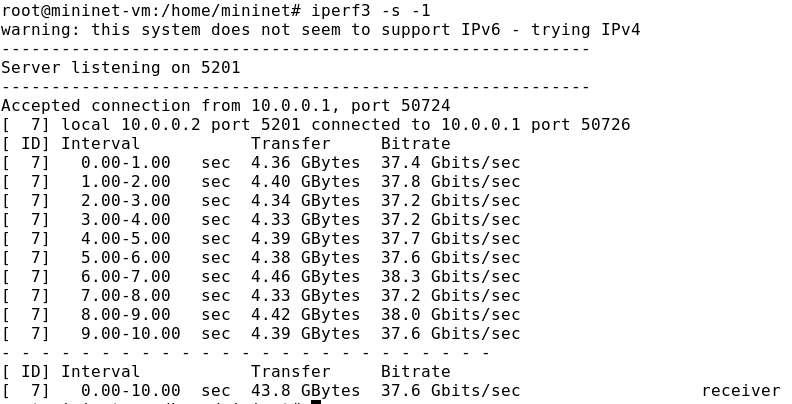 root@mininet-vm:/home/mininet# iperf3 -s -1
warning: this system does not seem to support IPv6 - trying IPv4
-----------------------------------------------------------
Server listening on 5201
-----------------------------------------------------------
Accepted connection from 10.0.0.1, port 50724
[  7] local 10.0.0.2 port 5201 connected to 10.0.0.1 port 50726
[ ID] Interval           Transfer     Bitrate
[  7]   0.00-1.00   sec  4.36 GBytes  37.4 Gbits/sec
[  7]   1.00-2.00   sec  4.40 GBytes  37.8 Gbits/sec
[  7]   2.00-3.00   sec  4.34 GBytes  37.2 Gbits/sec
[  7]   3.00-4.00   sec  4.33 GBytes  37.2 Gbits/sec
[  7]   4.00-5.00   sec  4.39 GBytes  37.7 Gbits/sec
[  7]   5.00-6.00   sec  4.38 GBytes  37.6 Gbits/sec
[  7]   6.00-7.00   sec  4.46 GBytes  38.3 Gbits/sec
[  7]   7.00-8.00   sec  4.33 GBytes  37.2 Gbits/sec
[  7]   8.00-9.00   sec  4.42 GBytes  38.0 Gbits/sec
[  7]   9.00-10.00  sec  4.39 GBytes  37.6 Gbits/sec
- - - - - - - - - - - - - - - - - - - - - - - - -
[ ID] Interval           Transfer     Bitrate
[  7]   0.00-10.00  sec  43.8 GBytes  37.6 Gbits/sec                  receiver